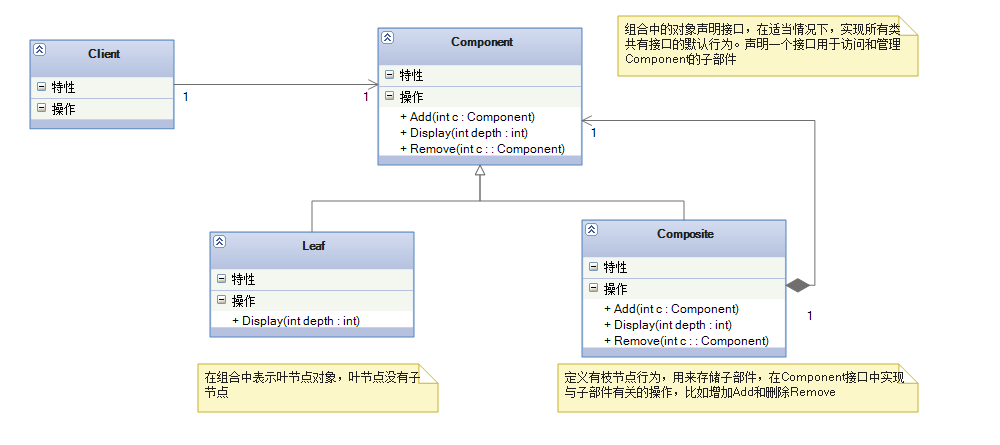 Client
特性
操作
1
1
Component
特性
操作
+ Add(int c : Component)
+ Display(int depth : int)
+ Remove(int c : : Component)
组合中的对象声明接口，在适当情况下，实现所有类
共有接口的默认行为。声明一个接口用于访问和管理
Component的子部件
1
Leaf
特性
操作
+ Display(int depth : int)
Composite
特性
操作
+ Add(int c : Component)
+ Display(int depth : int)
+ Remove(int c : : Component)
1
在组合中表示叶节点对象，叶节点没有子
节点
定义有枝节点行为，用来存储子部件，在Component接口中实现
与子部件有关的操作，比如增加Add和删除Remove